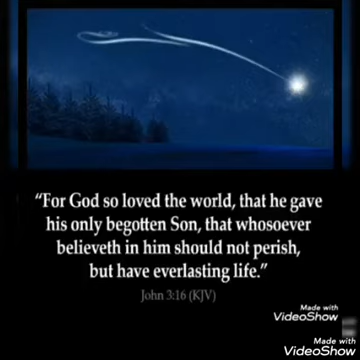 “For God so loved the world, that he gave
his only begotten Son, that whosoever
believeth in him should not perish,
but have everlasting life.”
John 3:16 (KJV)
Made with
VideoShow
Made with
VideoShow